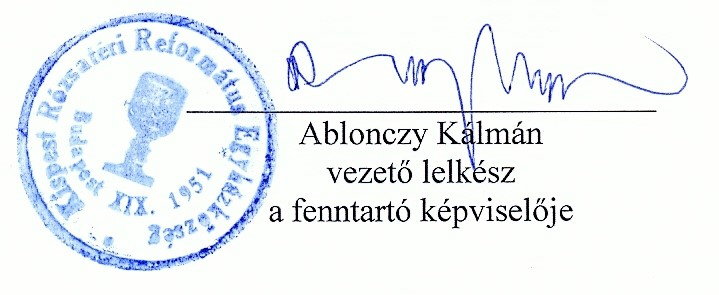 Kispest Rózsatéri Református Egyházközség
Budapest XIX. 1951
Ablonczy Kálmán
vezető lelkész
a fenntartó képviselője